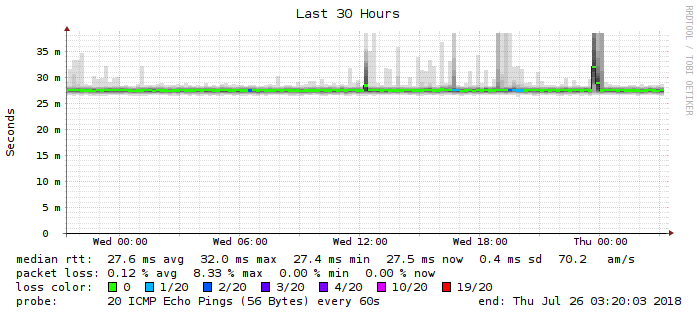 Last 30 Hours
RRDTOOL / TOBI OETIKER
Seconds
35 m
30 m
25 m
20 m
15 m
10 m
5 m
0
Wed 00:00 Wed 06:00 Wed 12:00 Wed 18:00 Thu 00:00
median rtt: 27.6 ms avg 32.0 ms max 27.4 ms min 27.5 ms now 0.4 ms sd 70.2 am/s
packet loss: 0.12 % avg 8.33 % max 0.00 % min 0.00 % now
loss color: 0 1/20 2/20 3/20 4/20 10/20 19/20
probe: 20 ICMP Echo Pings (56 Bytes) every 60s end: Thu Jul 26 03:20:03 2018